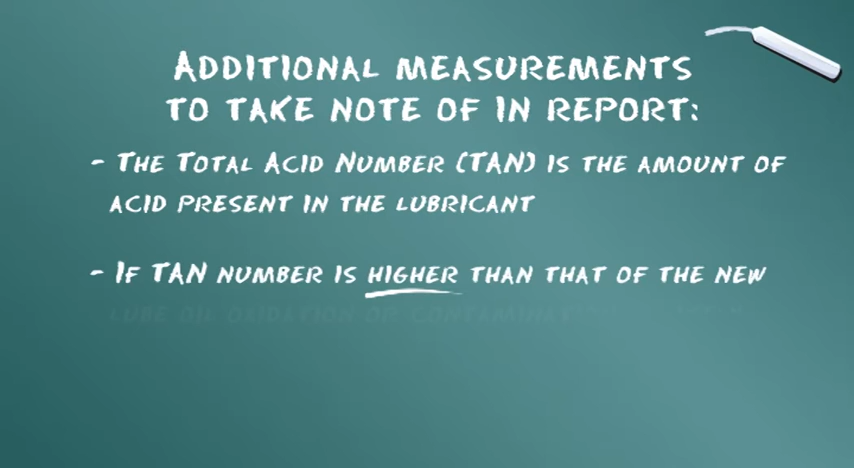 Additional measurements
to take note of in report:
- The Total Acid Number (TAN) is the amount of
acid present in the lubricant
- If TAN number is higher than that of the new
lube oil oxidation or